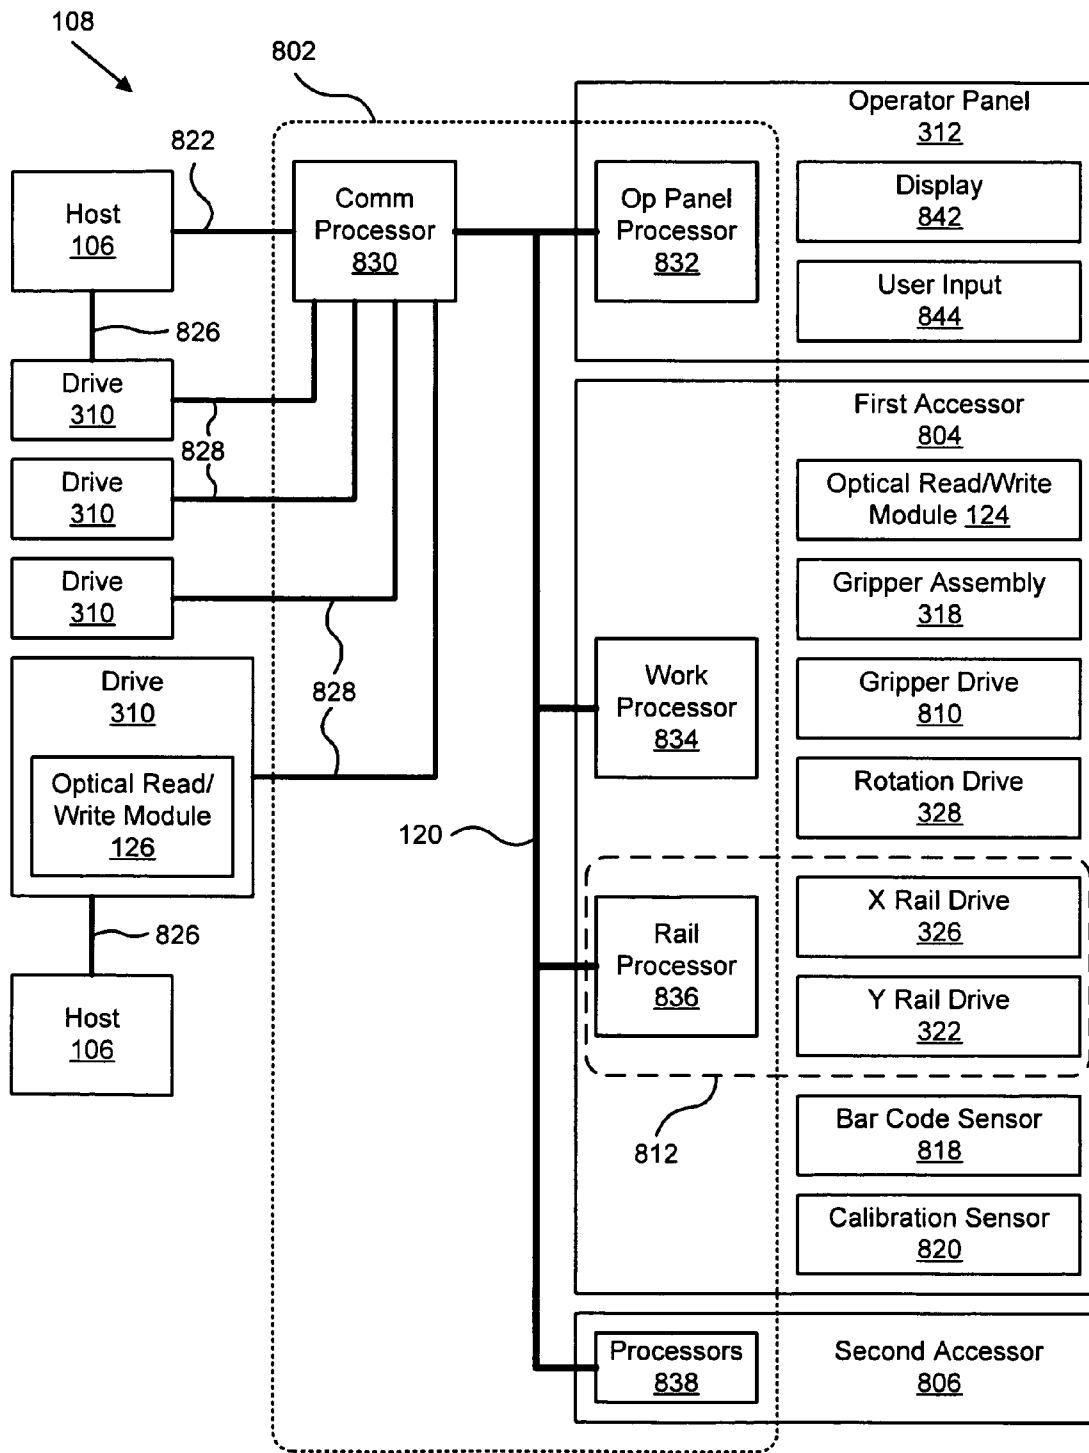 108
802
822
Host
106
826
Drive
310
828
Drive
310
Drive
310
Drive
310
828
Optical Read/
Write Module
126
826
Host
106
Comm
Processor
830
120
Operator Panel
312
Op Panel
Processor
832
Display
842
User Input
844
First Accessor
804
Optical Read/Write
Module 124
Gripper Assembly
318
Work
Processor
834
Gripper Drive
810
Rotation Drive
328
Rail
Processor
836
X Rail Drive
326
Y Rail Drive
322
812
Bar Code Sensor
818
Calibration Sensor
820
Processors
838
Second Accessor
806